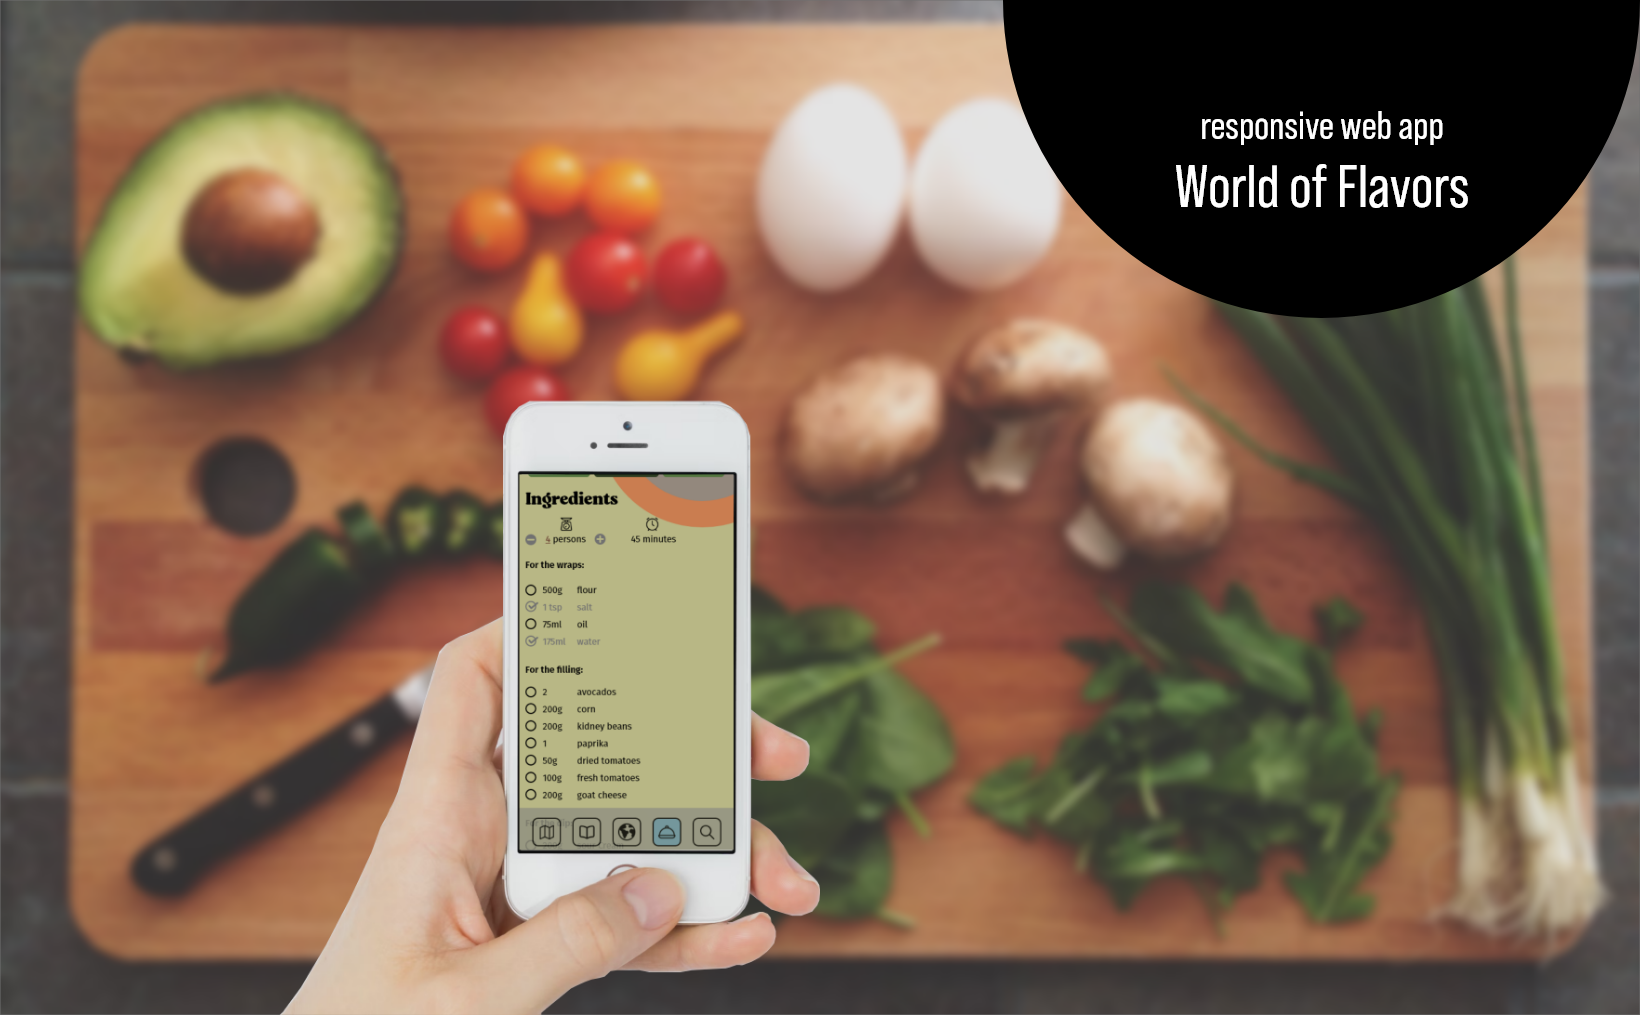 responsive web app
World of Flavors
Ingredients
4 persons 45 minutes
For the wraps:
500g flour
1 tsp salt
75ml oil
175ml water
For the filling:
2 avocados
200g corn
200g kidney beans
1 paprika
50g dried tomatoes
100g fresh tomatoes
200g goat cheese